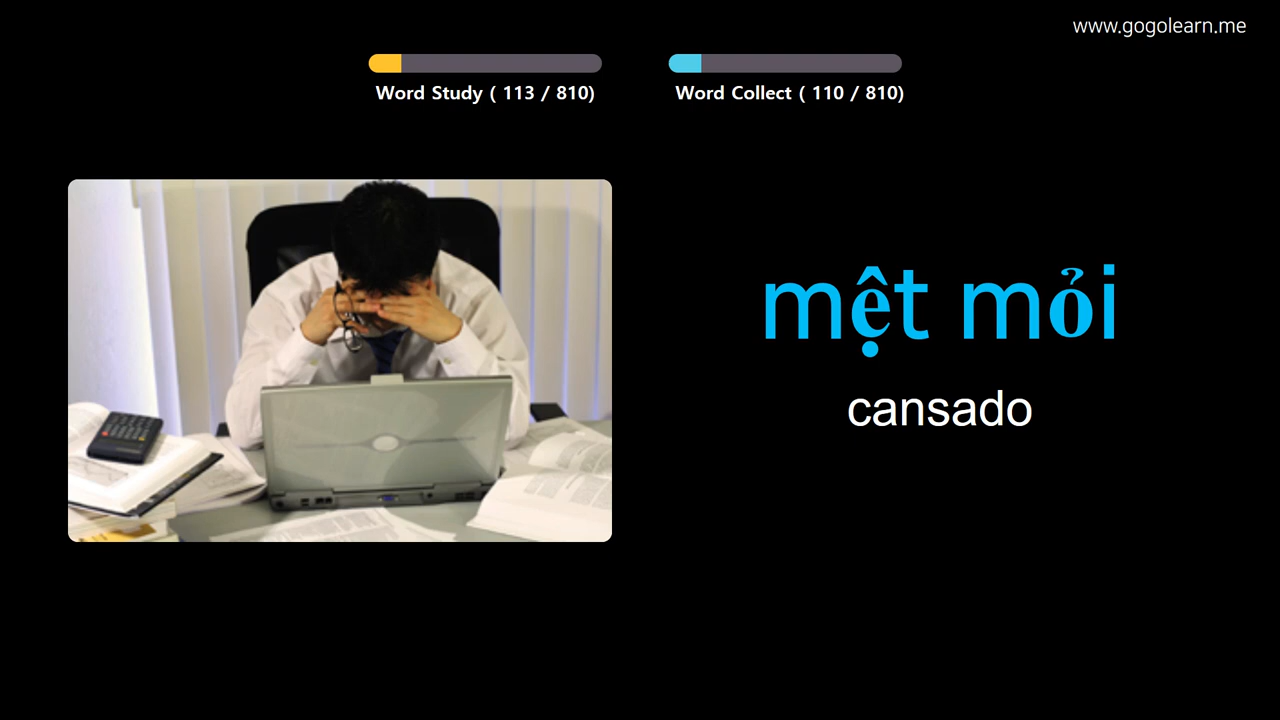 www.gogolearn.me
Word Study ( 113 / 810)
Word Collect ( 110 / 810)
mệt mỏi
cansado